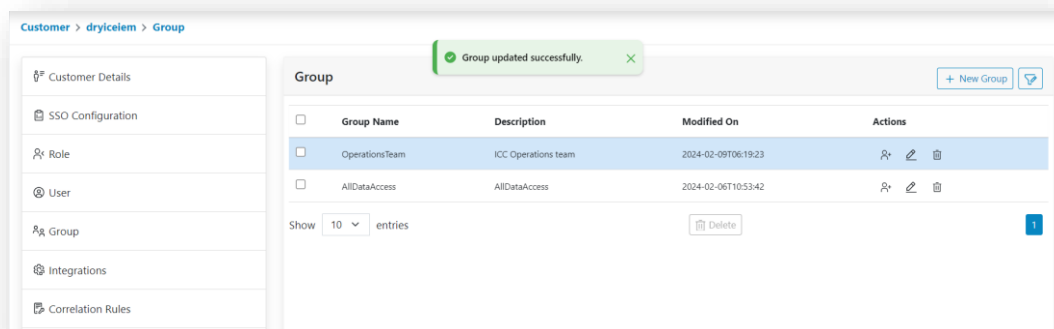 Customer > dryiceiem > Group
Group updated successfully.
Customer Details
SSO Configuration
Role
User
Group
Integrations
Correlation Rules
Group
+ New Group
Group Name Description Modified On Actions
OperationsTeam ICC Operations team 2024-02-09T06:19:23
AllDataAccess AllDataAccess 2024-02-06T10:53:42
Show 10 entries Delete 1